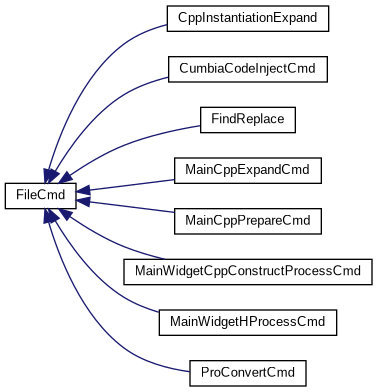 CppInstantiationExpand
CumbiaCodeInjectCmd
FindReplace
MainCppExpandCmd
FileCmd
MainCppPrepareCmd
MainWidgetCppConstructProcessCmd
MainWidgetHProcessCmd
ProConvertCmd